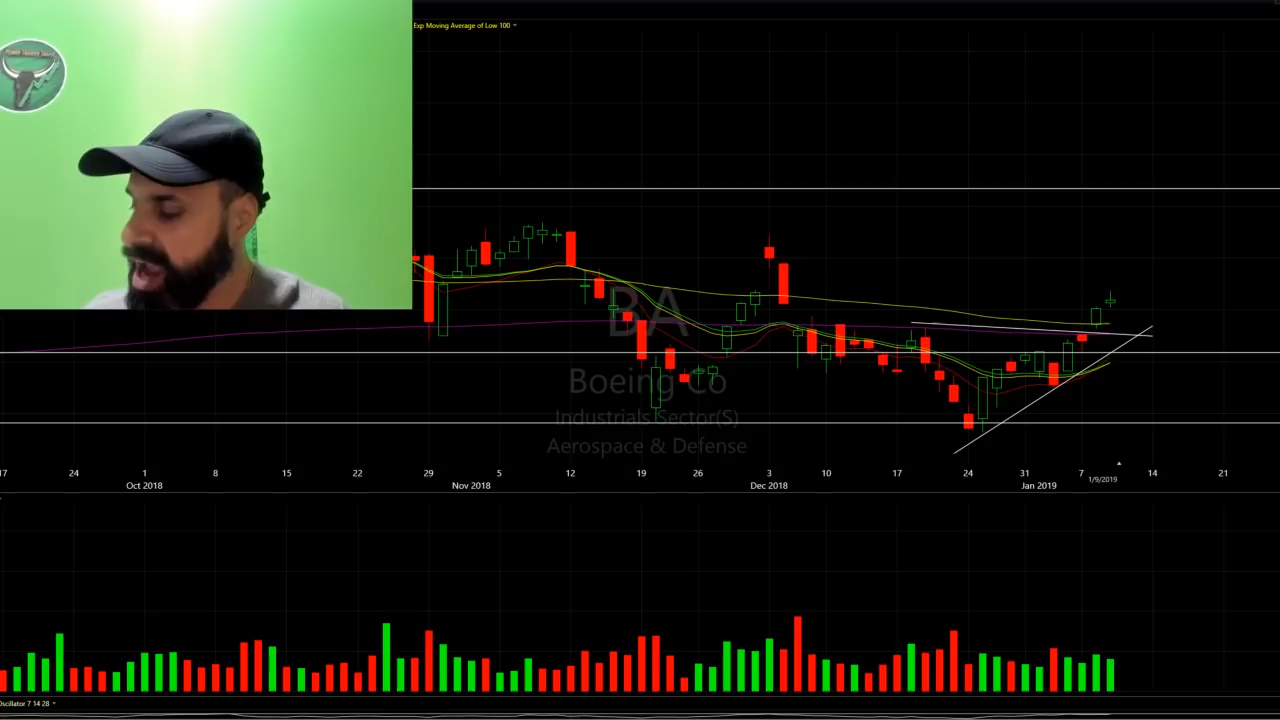 Exp Moving Average of Low 100
BA
Boeing Co
Industrials Sector(S)
Aerospace & Defense
17 24 1 8 15 22 29 5 12 19 26 3 10 17 24 31 7 14 21
Oct 2018 Nov 2018 Dec 2018 Jan 2019 1/9/2019
Oscillator 7 14 28